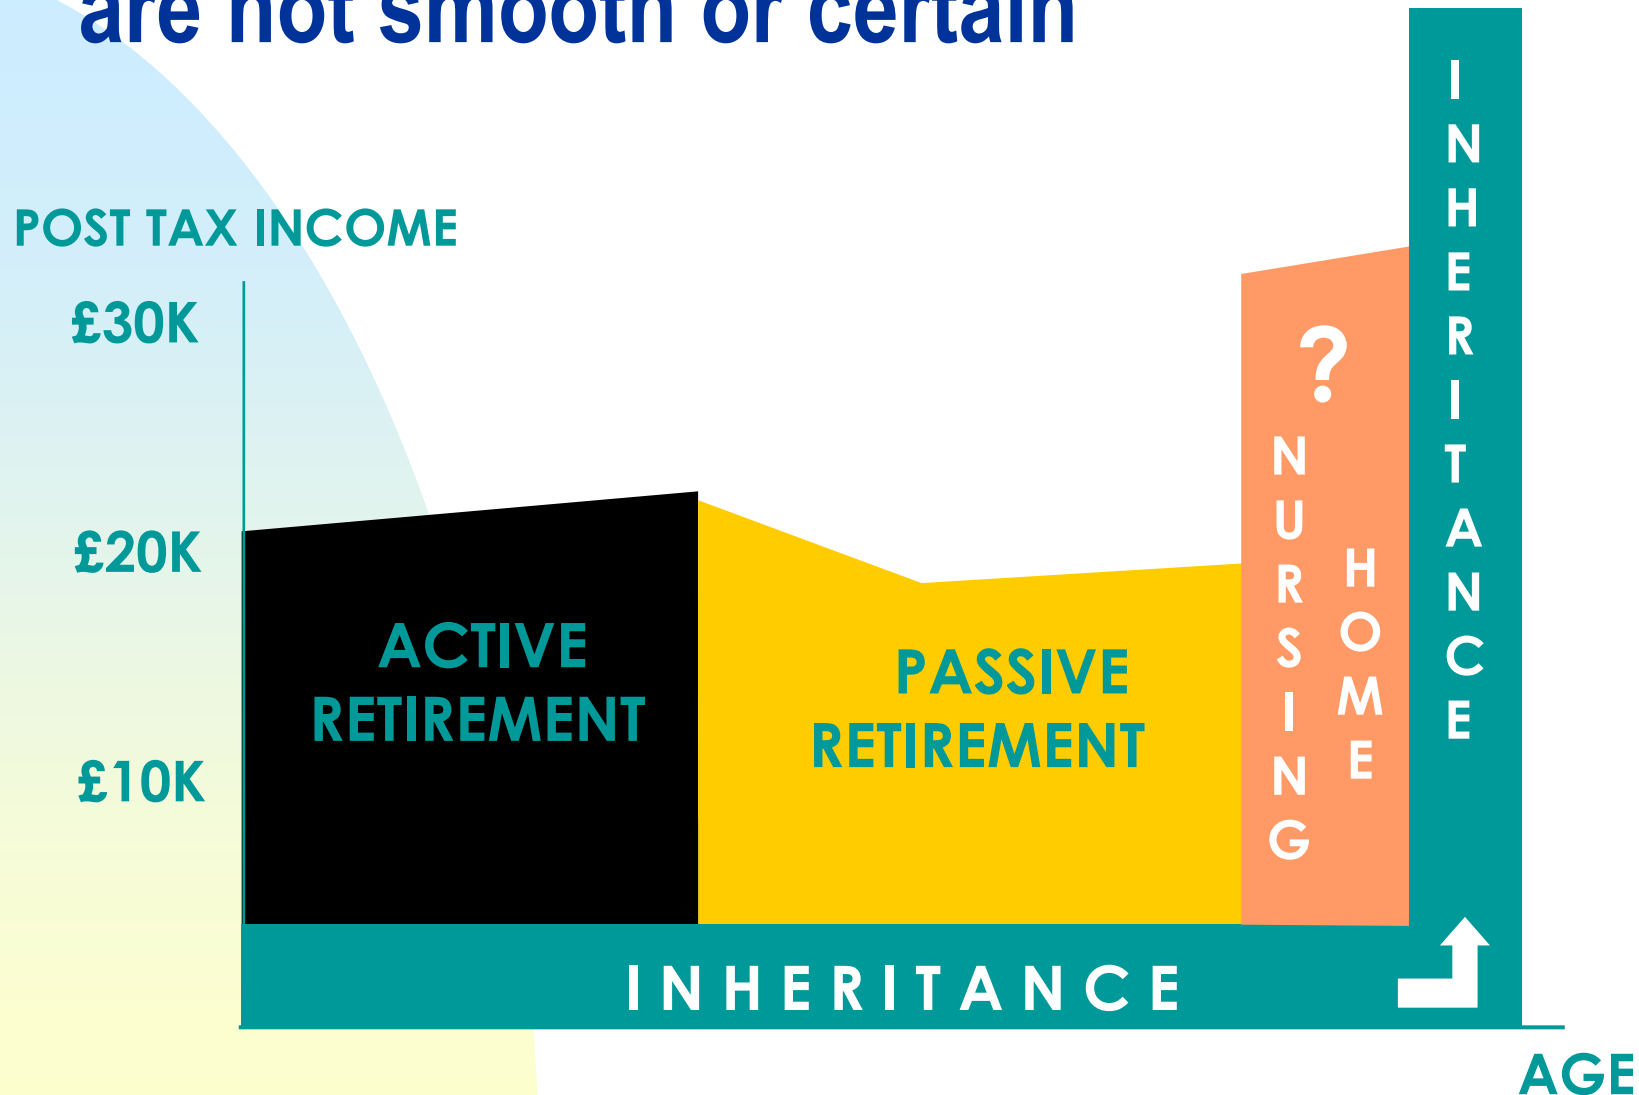 are not smooth or certain
POST TAX INCOME
£30K
£20K
£10K
ACTIVE
RETIREMENT
PASSIVE
RETIREMENT
?
NURSING
HOME
INHERITANCE
INHERITANCE
AGE